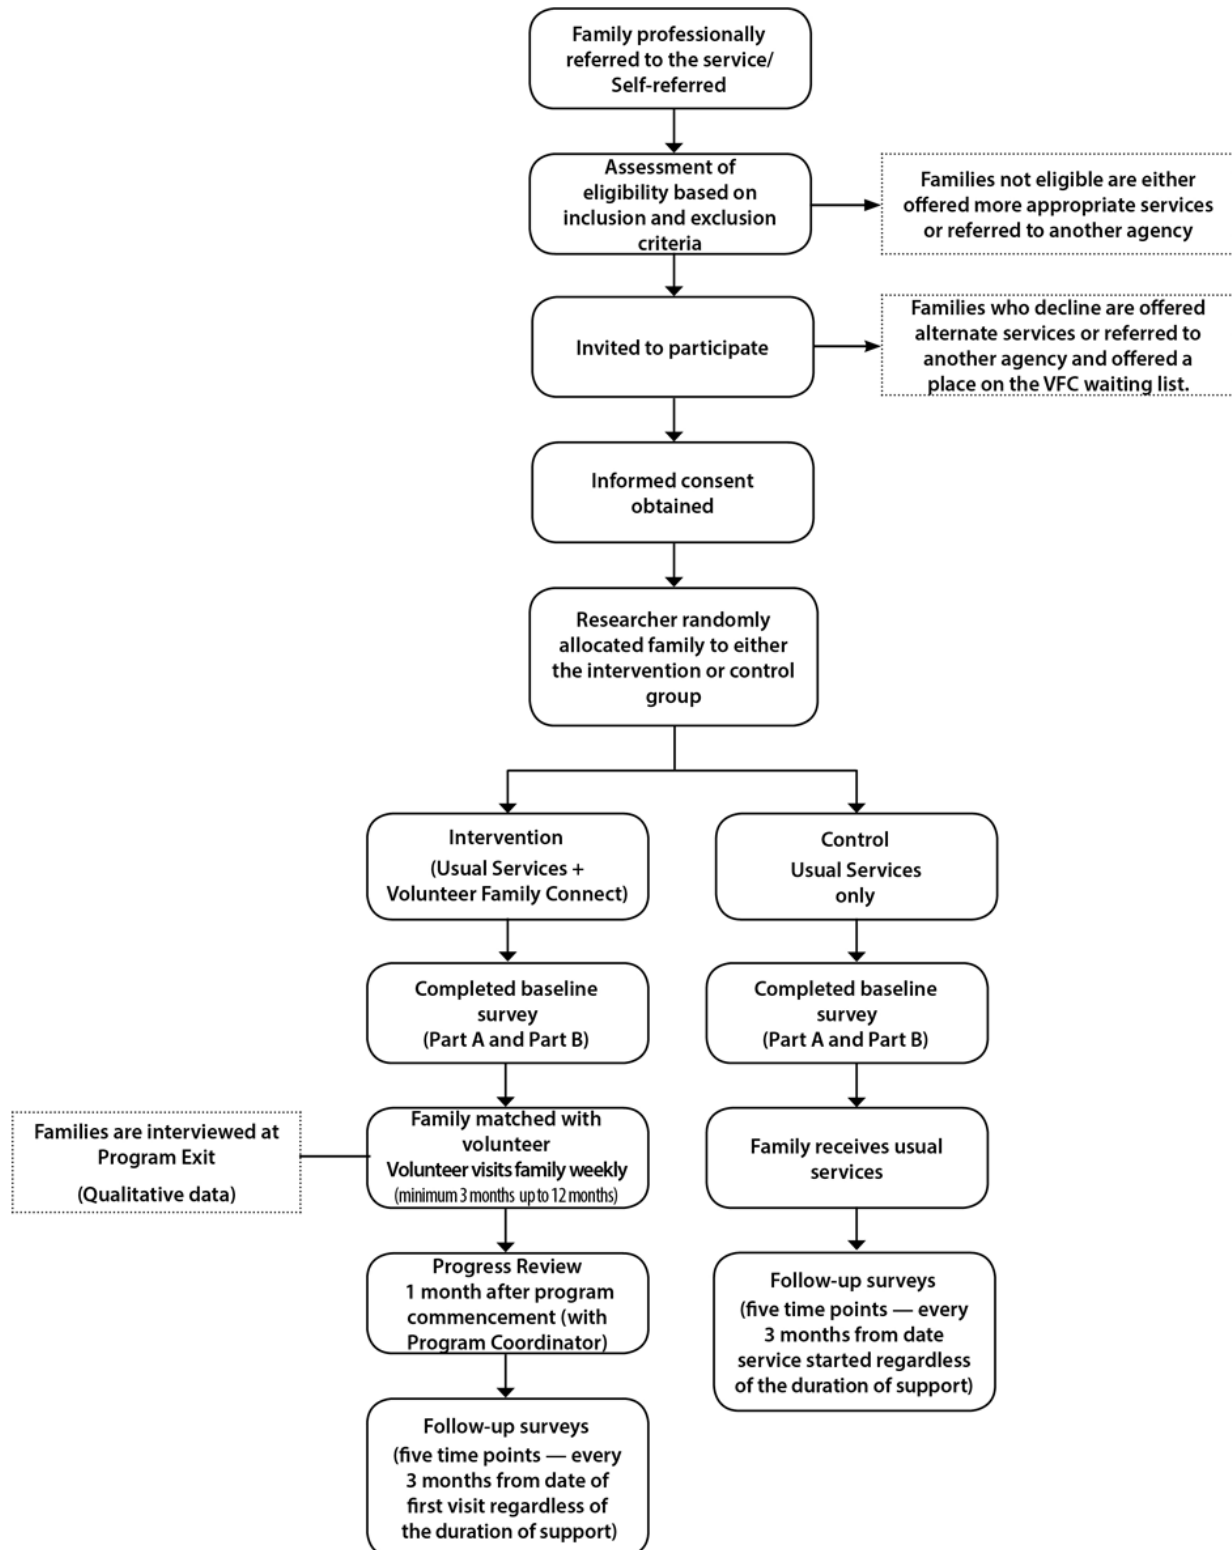 Family professionally
referred to the service/
Self-referred
Assessment of
eligibility based on
inclusion and exclusion
criteria
Families not eligible are either
offered more appropriate services
or referred to another agency
Invited to participate
Families who decline are offered
alternate services or referred to
another agency and offered a
place on the VFC waiting list.
Informed consent
obtained
Researcher randomly
allocated family to either
the intervention or control
group
Intervention
(Usual Services +
Volunteer Family Connect)
Control
Usual Services
only
Completed baseline
survey
(Part A and Part B)
Completed baseline
survey
(Part A and Part B)
Families are interviewed at
Program Exit
(Qualitative data)
Family matched with
volunteer
Volunteer visits family weekly
(minimum 3 months up to 12 months)
Family receives usual
services
Progress Review
1 month after program
commencement (with
Program Coordinator)
Follow-up surveys
(five time points — every
3 months from date
service started regardless
of the duration of support)
Follow-up surveys
(five time points — every
3 months from date of
first visit regardless of
the duration of support)